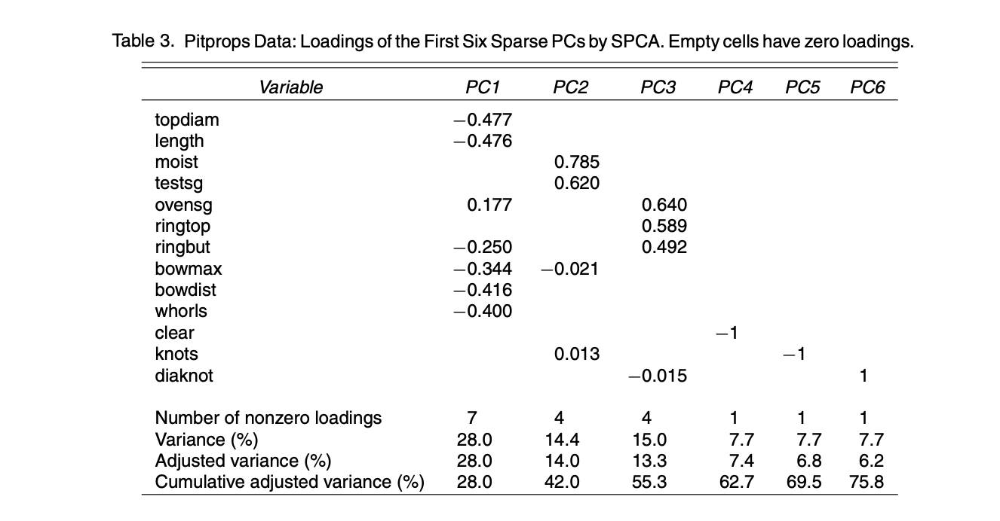 Table 3. Pitprops Data: Loadings of the First Six Sparse PCs by SPCA. Empty cells have zero loadings.
Variable PC1 PC2 PC3 PC4 PC5 PC6
topdiam −0.477
length −0.476
moist 0.785
testsg 0.620
ovensg 0.177 0.640
ringtop 0.589
ringbut −0.250 0.492
bowmax −0.344 −0.021
bowdist −0.416
whorls −0.400
clear −1
knots 0.013 −1
diaknot −0.015 1
Number of nonzero loadings 7 4 4 1 1 1
Variance (%) 28.0 14.4 15.0 7.7 7.7 7.7
Adjusted variance (%) 28.0 14.0 13.3 7.4 6.8 6.2
Cumulative adjusted variance (%) 28.0 42.0 55.3 62.7 69.5 75.8